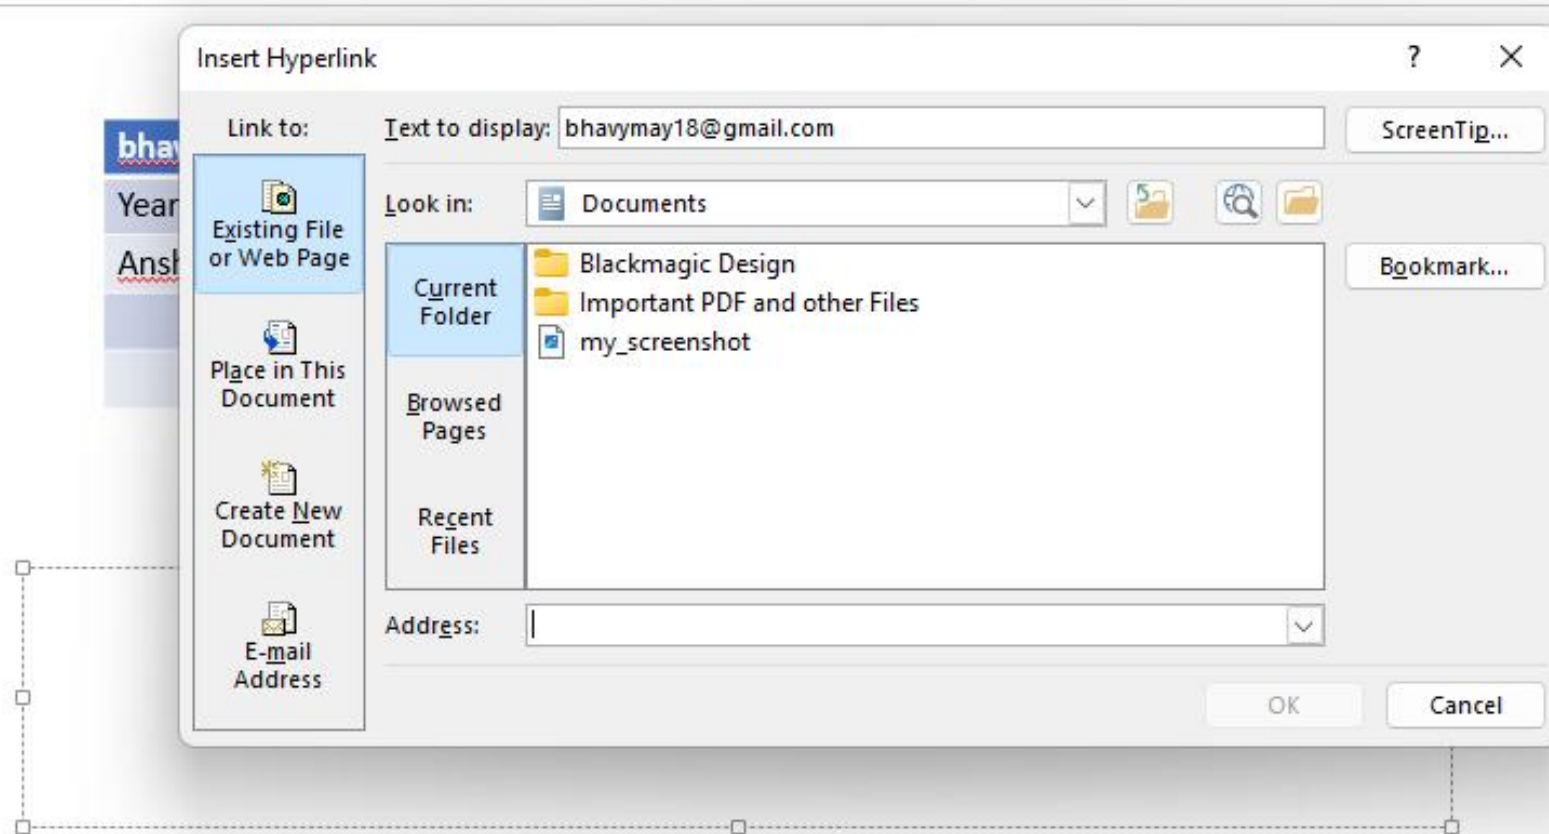 Insert Hyperlink
?
Link to:
Text to display: bhavymay18@gmail.com
ScreenTip...
Existing File
or Web Page
Look in: Documents
Current
Folder
Blackmagic Design
Important PDF and other Files
my_screenshot
Bookmark...
Place in This
Document
Browsed
Pages
Create New
Document
Recent
Files
E-mail
Address
Address:
OK
Cancel
Year